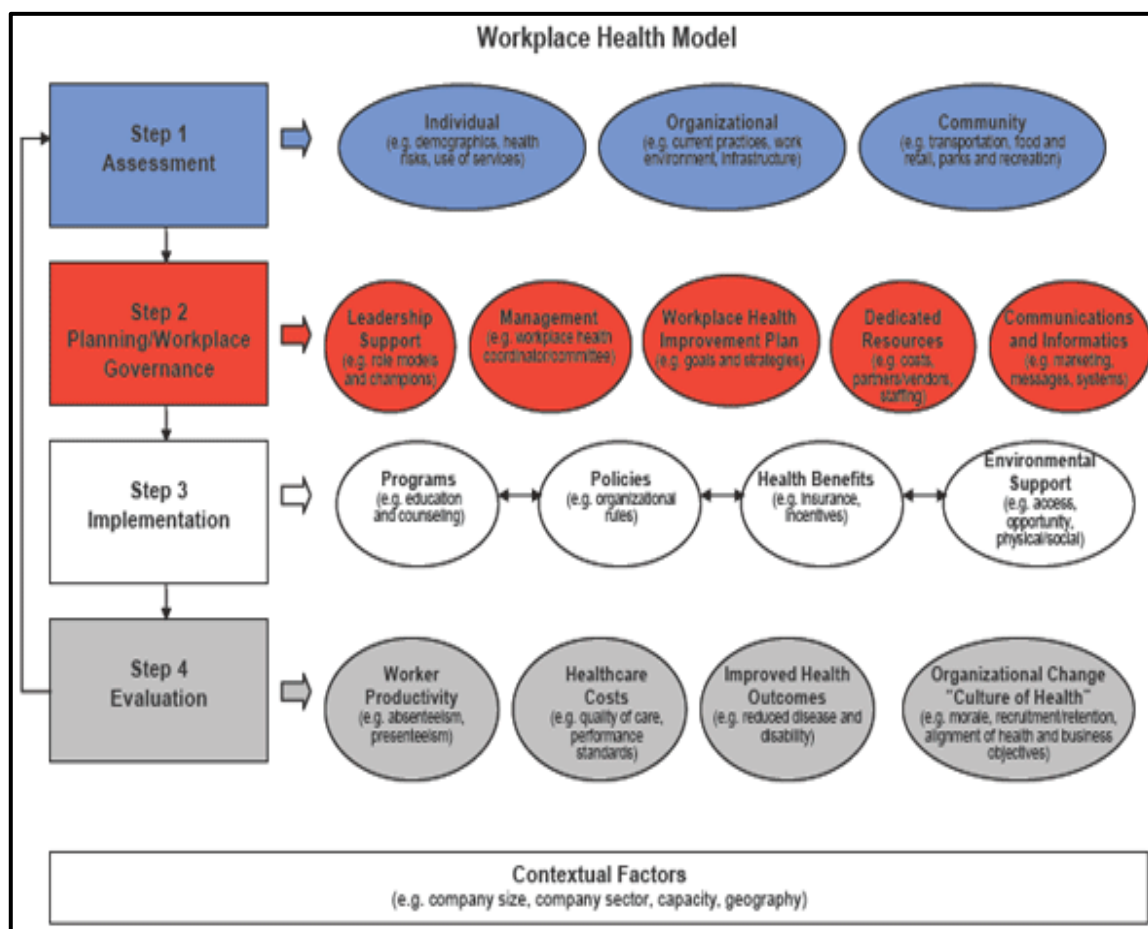 Workplace Health Model
Step 1
Assessment
Individual
(e.g. demographics, health
risks, use of services)
Organizational
(e.g. current practices, work
environment, infrastructure)
Community
(e.g. transportation, food and
retail, parks and recreation)
Step 2
Planning/Workplace
Governance
Leadership
Support
(e.g. role models
and champions)
Management
(e.g. workplace health
coordinator/committee)
Workplace Health
Improvement Plan
(e.g. goals and strategies)
Dedicated
Resources
(e.g. costs,
partners/vendors,
staffing)
Communications
and Informatics
(e.g. marketing,
messages, systems)
Step 3
Implementation
Programs
(e.g. education
and counseling)
Policies
(e.g. organizational
rules)
Health Benefits
(e.g. insurance,
incentives)
Environmental
Support
(e.g. access,
opportunity,
physical/social)
Step 4
Evaluation
Worker
Productivity
(e.g. absenteeism,
presenteeism)
Healthcare
Costs
(e.g. quality of care,
performance
standards)
Improved Health
Outcomes
(e.g. reduced disease and
disability)
Organizational Change
"Culture of Health"
(e.g. morale, recruitment/retention,
alignment of health and business
objectives)
Contextual Factors
(e.g. company size, company sector, capacity, geography)